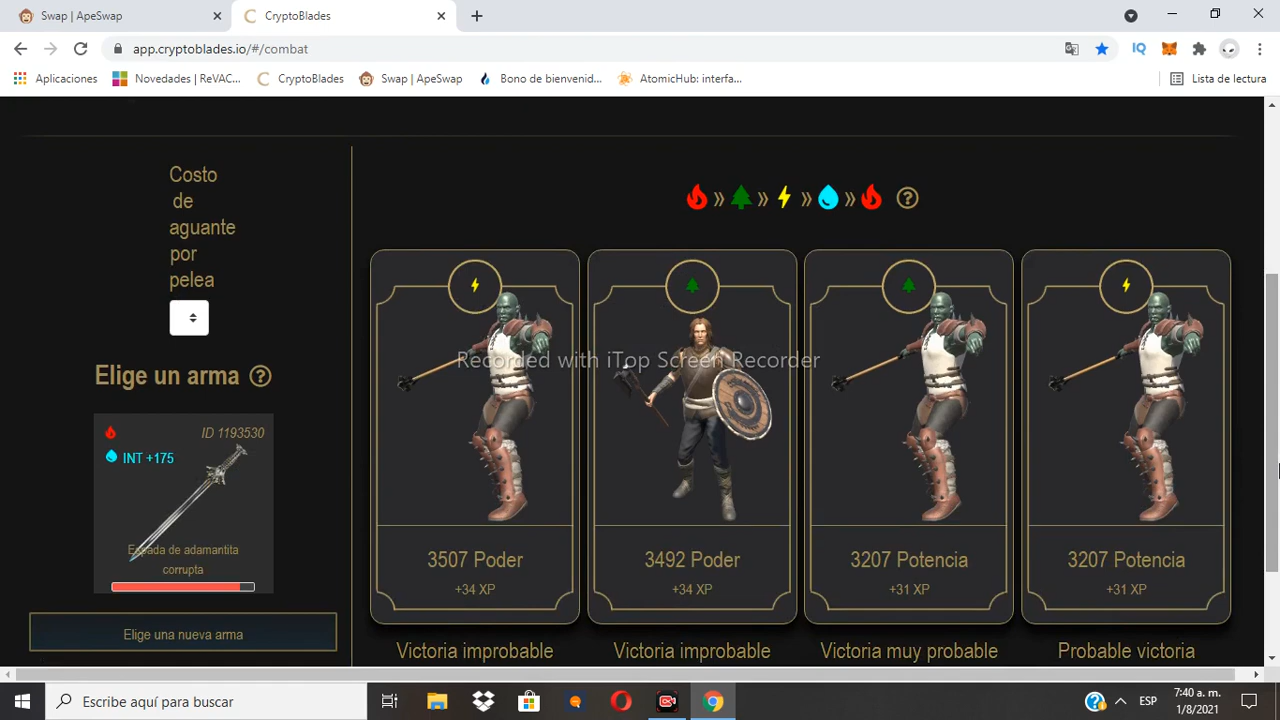 Swap | ApeSwap
CryptoBlades
app.cryptoblades.io/#/combat
Aplicaciones
Novedades | ReVAC...
CryptoBlades
Swap | ApeSwap
Bono de bienvenid...
AtomicHub: interfa...
Lista de lectura
Costo
de
aguante
por
pelea
Elige un arma ?
ID 1193530
INT +175
Espada de adamantita
corrupta
Elige una nueva arma
» » » » ?
Recorded with iTop Screen Recorder
3507 Poder
+34 XP
Victoria improbable
3492 Poder
+34 XP
Victoria improbable
3207 Potencia
+31 XP
Victoria muy probable
3207 Potencia
+31 XP
Probable victoria
Escribe aquí para buscar
ESP
7:40 a. m.
1/8/2021